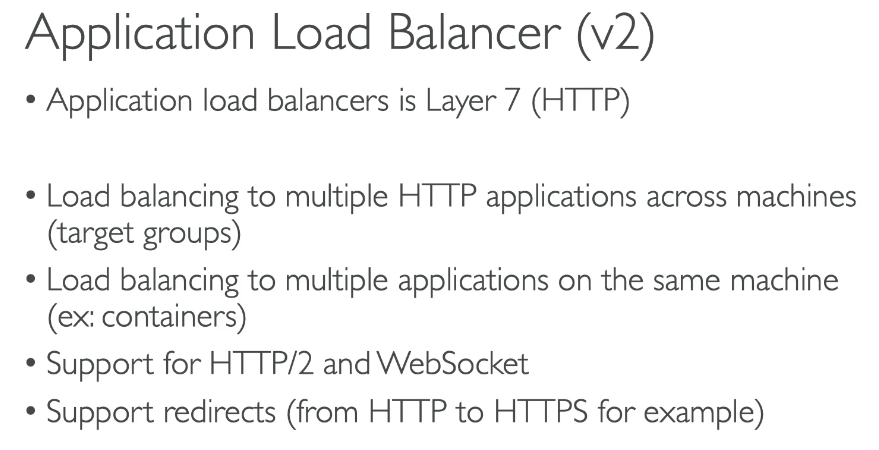 Application Load Balancer (v2)
• Application load balancers is Layer 7 (HTTP)
• Load balancing to multiple HTTP applications across machines
(target groups)
• Load balancing to multiple applications on the same machine
(ex: containers)
• Support for HTTP/2 and WebSocket
• Support redirects (from HTTP to HTTPS for example)